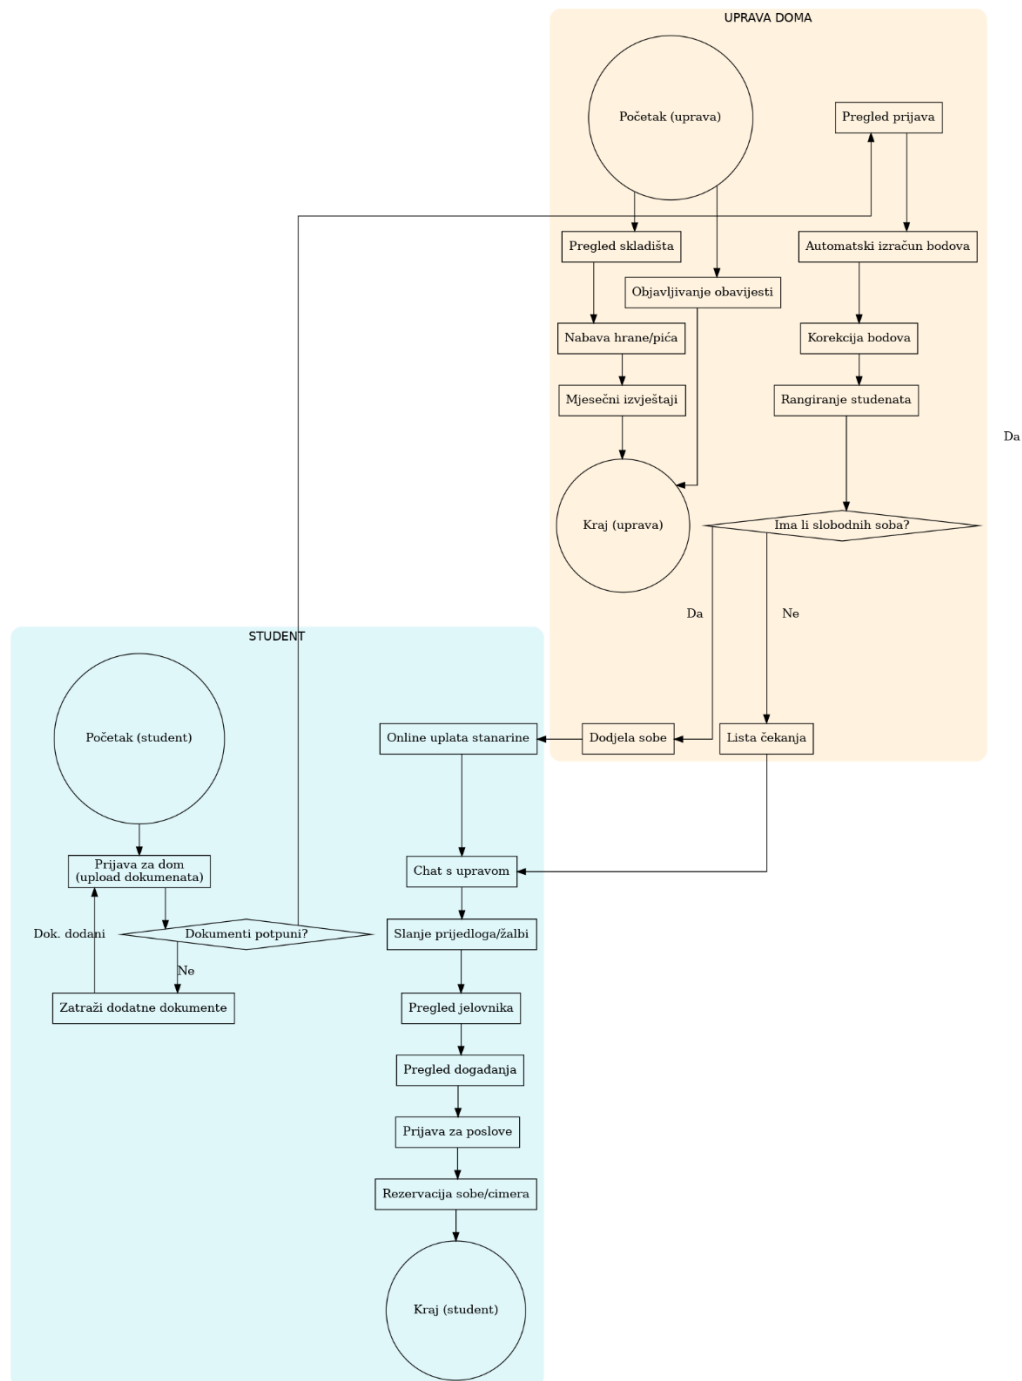 UPRAVA DOMA
Početak (uprava)
Pregled prijava
Pregled skladišta
Automatski izračun bodova
Objavljivanje obavijesti
Nabava hrane/pića
Korekcija bodova
Mjesečni izvještaji
Rangiranje studenata
Da
Kraj (uprava)
Ima li slobodnih soba?
Da
Ne
STUDENT
Početak (student)
Online uplata stanarine
Dodjela sobe
Lista čekanja
Prijava za dom
(upload dokumenata)
Chat s upravom
Dok. dodani
Dokumenti potpuni?
Slanje prijedloga/žalbi
Ne
Zatraži dodatne dokumente
Pregled jelovnika
Pregled događanja
Prijava za poslove
Rezervacija sobe/cimera
Kraj (student)